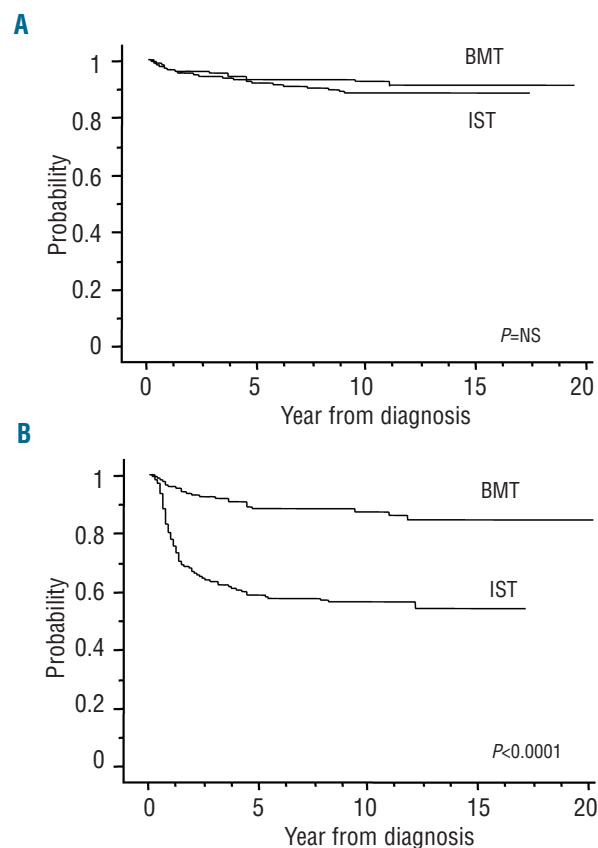 A
1
0.8
0.6
0.4
0.2
0
Probability
BMT
IST
P=NS
0 5 10 15 20
Year from diagnosis
B
1
0.8
0.6
0.4
0.2
0
Probability
BMT
IST
P<0.0001
0 5 10 15 20
Year from diagnosis